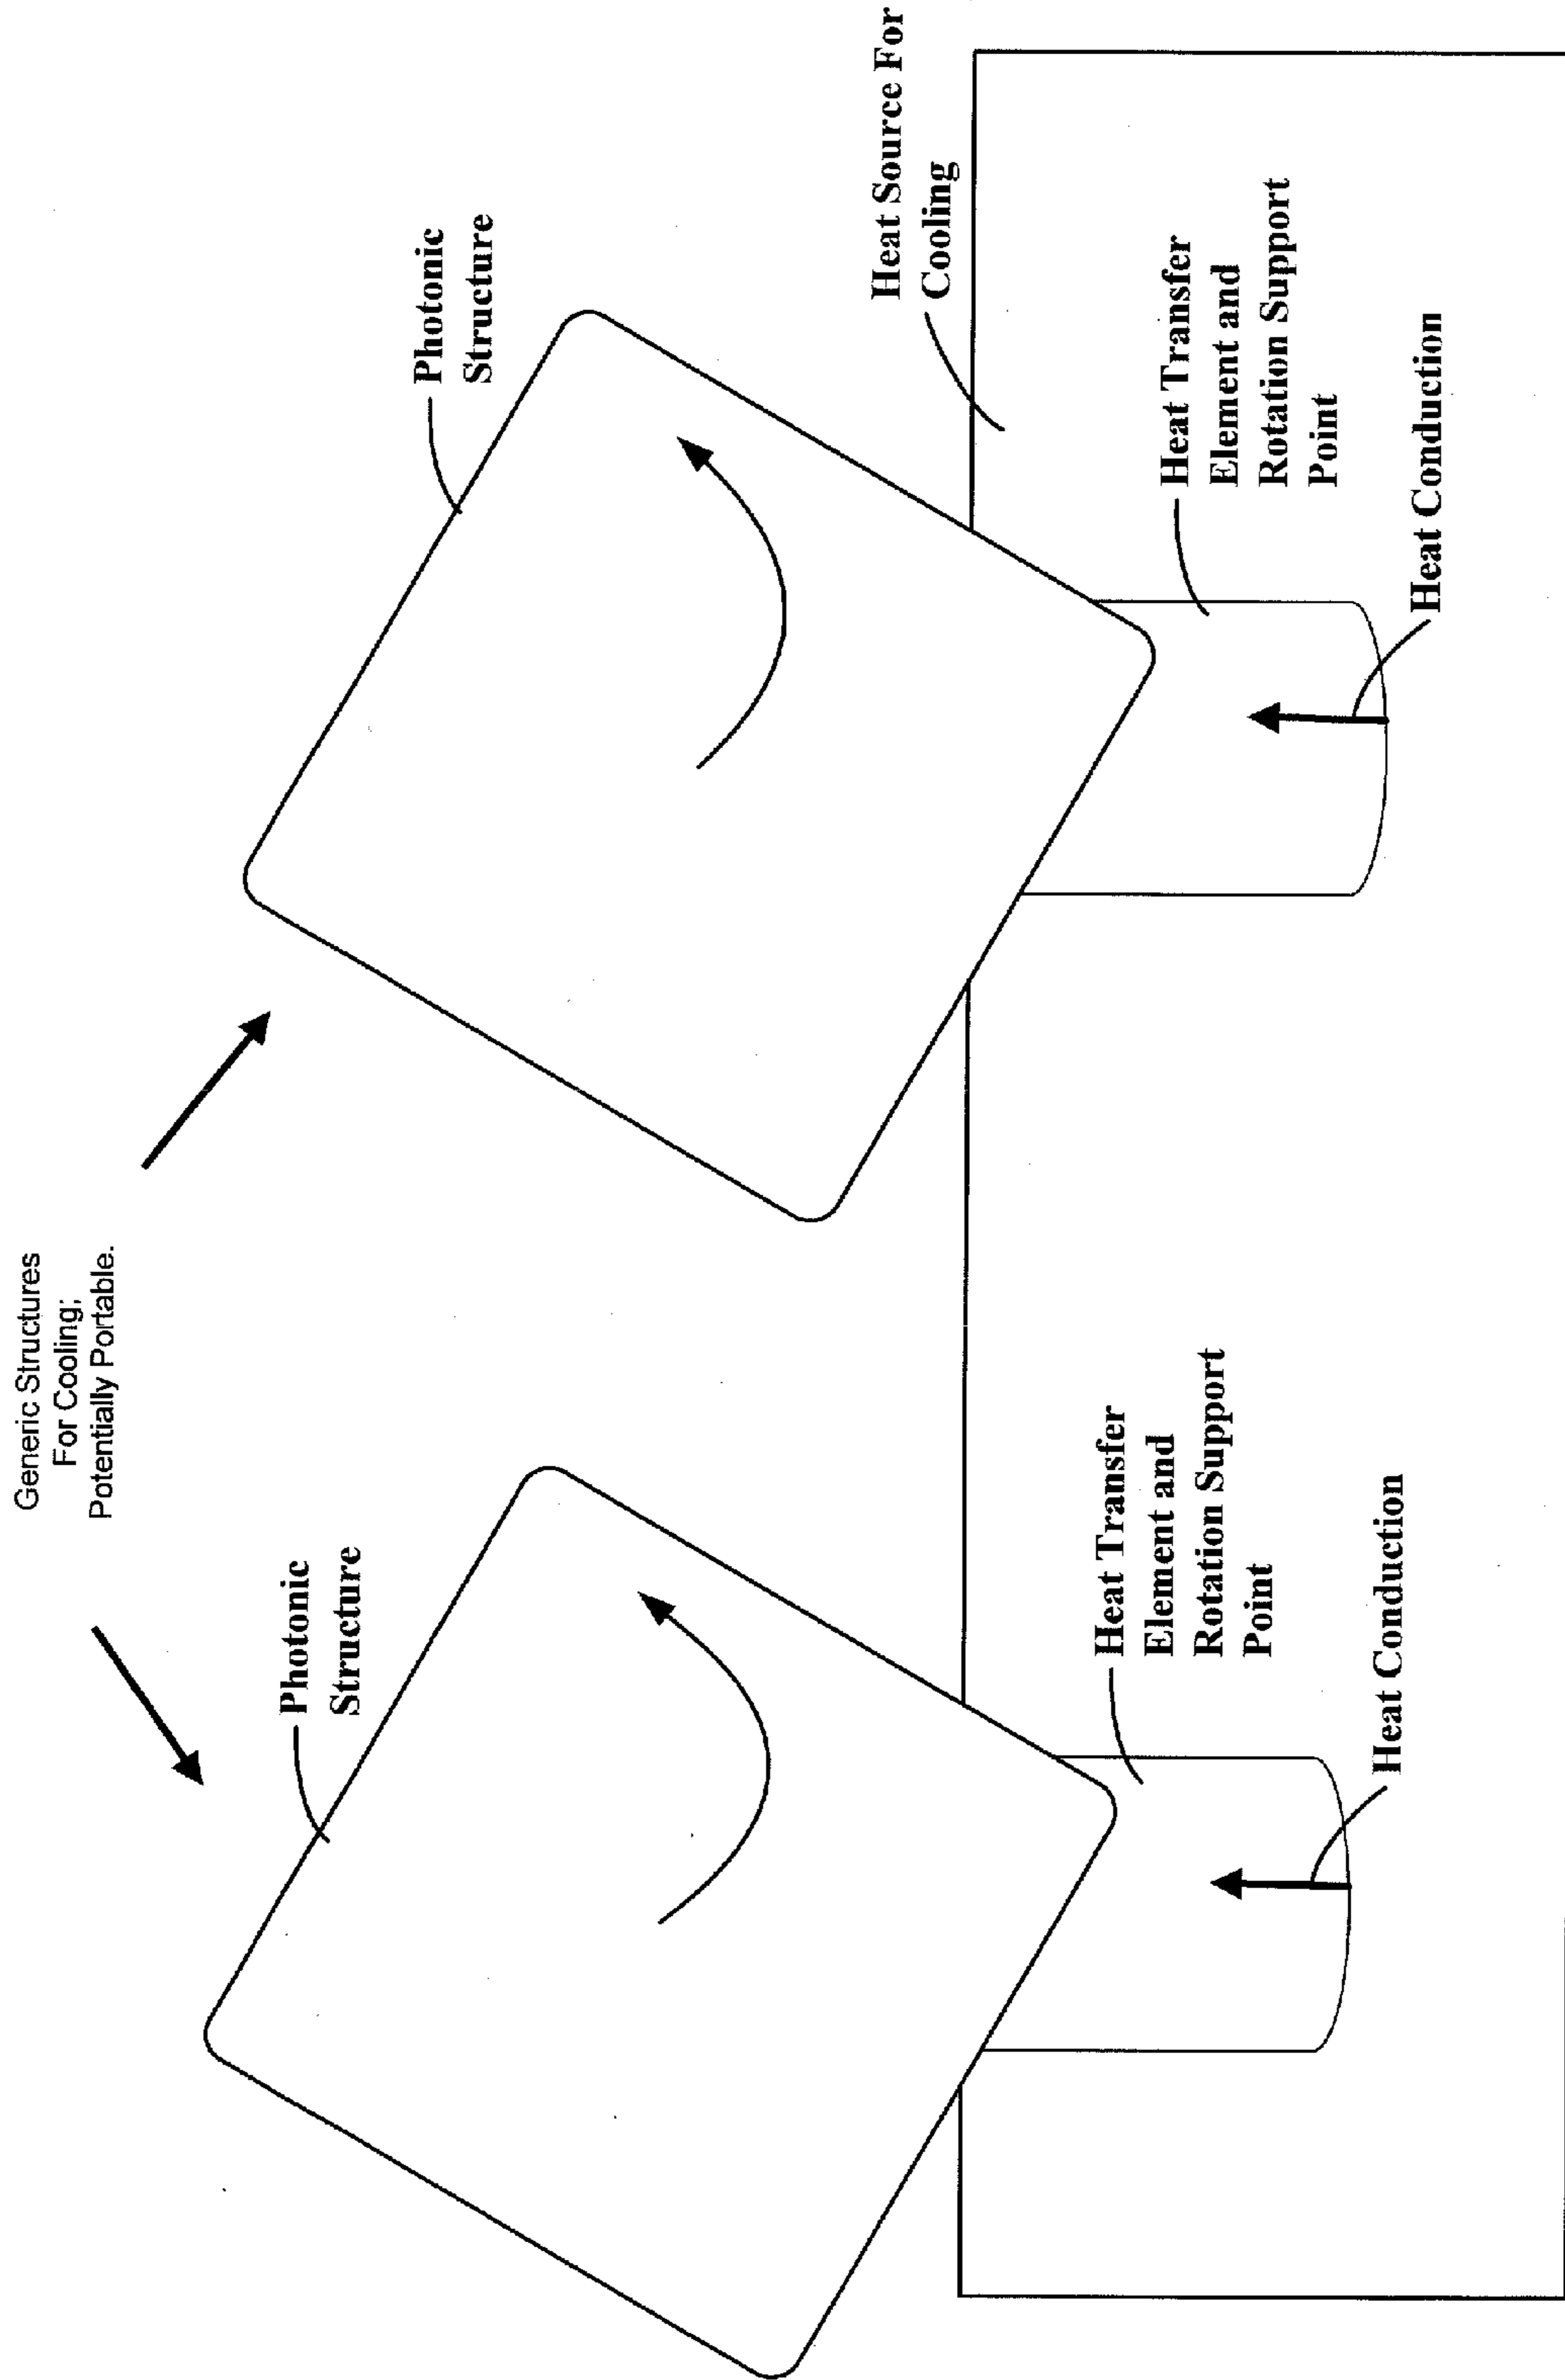 Generic Structures
For Cooling;
Potentially Portable.
Photonic
Structure
Photonic
Structure
Heat Source For
Cooling
Heat Transfer
Element and
Rotation Support
Point
Heat Conduction
Heat Transfer
Element and
Rotation Support
Point
Heat Conduction